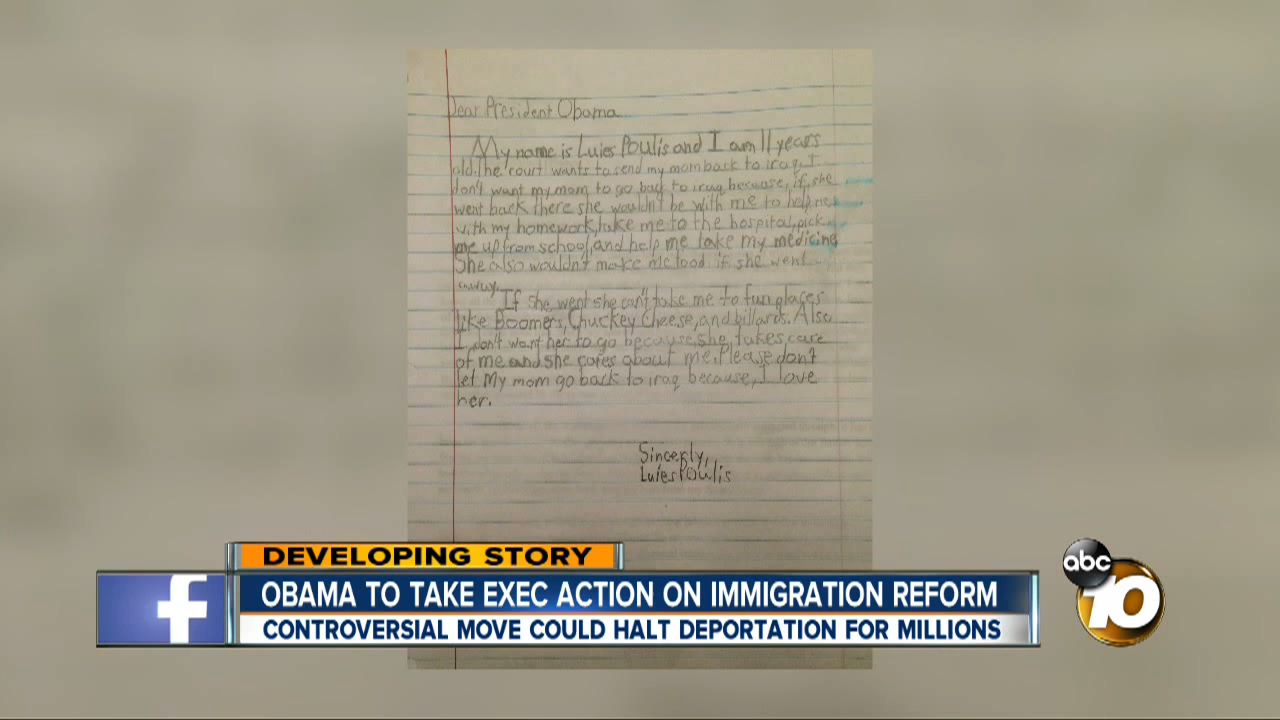 Dear President Obama
My name is Luies Poulis and I am 11 years
old. The court wants to send my mom back to iraq. I
don't want my mom to go back to iraq because, if she
went back there she wouldn't be with me to help me
with my homework, take me to the hospital, pick
me up from school, and help me take my medicine
She also wouldn't make me food if she went
away.
If she went she can't take me to fun places
like Boomers, Chuckey Cheese, and billards. Also
I don't want her to go because, she takes care
of me and she cares about me. Please don't
let My mom go back to iraq because, I love
her.
Sincerly,
Luies Poulis
DEVELOPING STORY
f
OBAMA TO TAKE EXEC ACTION ON IMMIGRATION REFORM
CONTROVERSIAL MOVE COULD HALT DEPORTATION FOR MILLIONS
abc
10